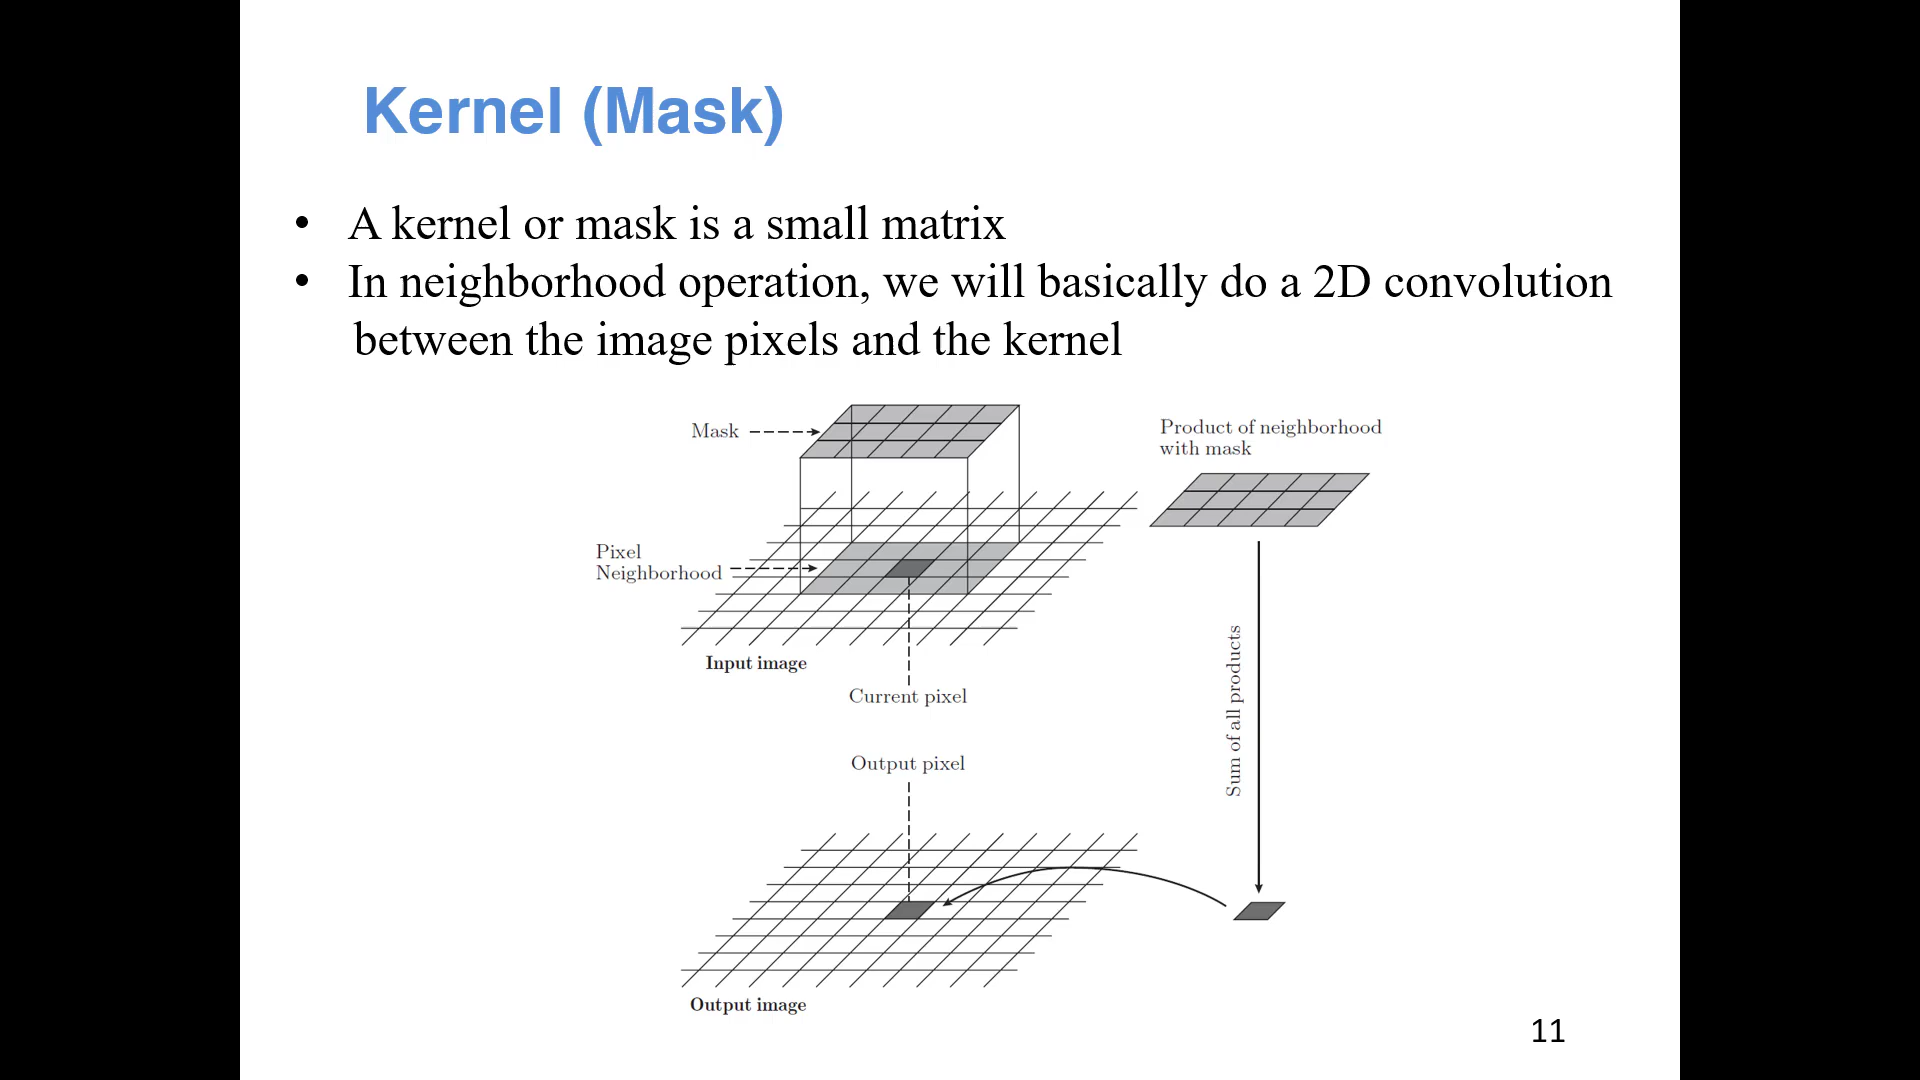 Kernel (Mask)
• A kernel or mask is a small matrix
• In neighborhood operation, we will basically do a 2D convolution
between the image pixels and the kernel
Mask
Product of neighborhood
with mask
Pixel
Neighborhood
Input image
Current pixel
Sum of all products
Output pixel
Output image
11